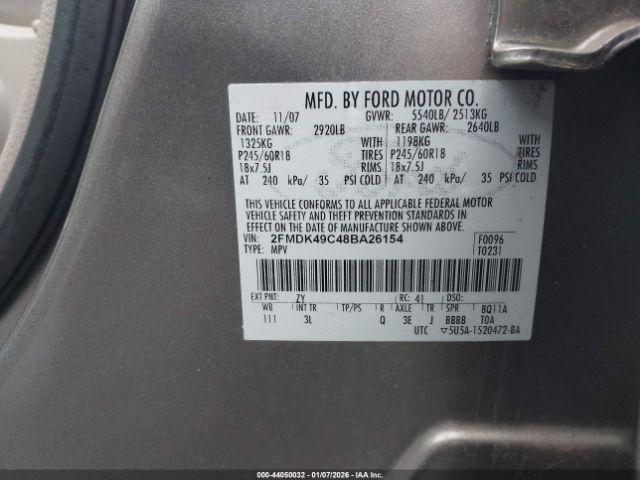 MFD. BY FORD MOTOR CO.
DATE: 11/07 GVWR: 5540LB/ 2513KG
FRONT GAWR: 2920LB REAR GAWR: 2640LB
1325KG WITH 1198KG WITH
P245/60R18 TIRES P245/60R18 TIRES
18x7.5J RIMS 18x7.5J RIMS
AT 240 kPa/ 35 PSI COLD AT 240 kPa/ 35 PSI COLD
THIS VEHICLE CONFORMS TO ALL APPLICABLE FEDERAL MOTOR
VEHICLE SAFETY AND THEFT PREVENTION STANDARDS IN
EFFECT ON THE DATE OF MANUFACTURE SHOWN ABOVE.
VIN: 2FMDK49C48BA26154 F0096
TYPE: MPV T0231
EXT PNT: ZY RC: 41 DSO:
WB INT TR TP/PS R AXLE TR SPR BQ11A
111 3L Q 3E J BBBB T0A
UTC ▽5U5A-1520472-BA
000-44050032 - 01/07/2026 - IAA Inc.